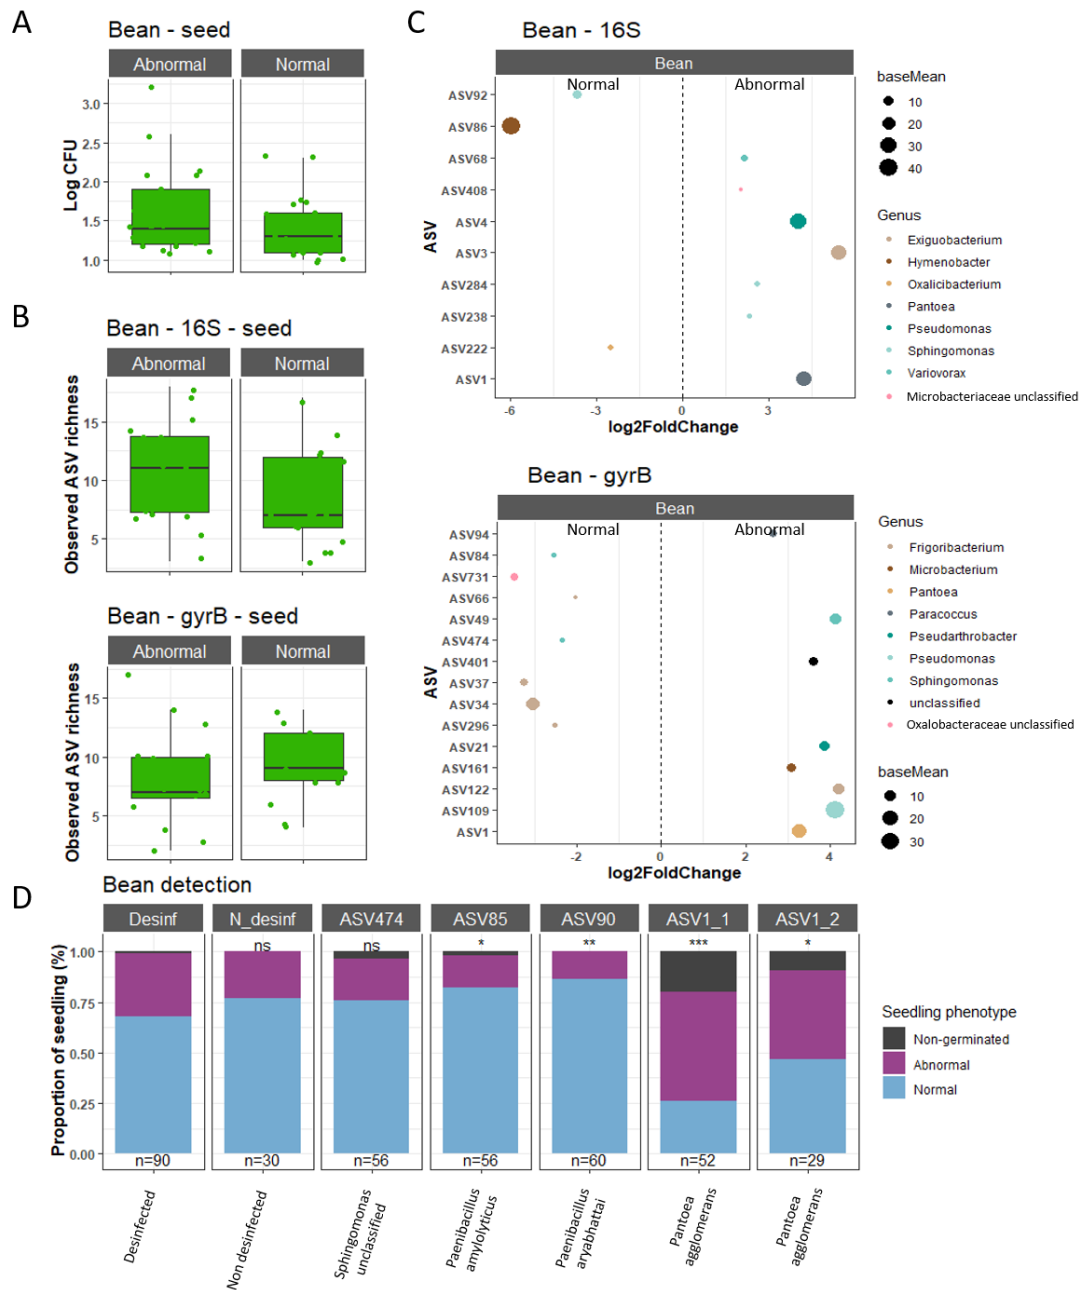 A
Bean - seed
Abnormal
Normal
Log CFU
3.0
2.5
2.0
1.5
1.0
B
Bean - 16S - seed
Abnormal
Normal
Observed ASV richness
15
10
5
Bean - gyrB - seed
Abnormal
Normal
Observed ASV richness
15
10
5
C
Bean - 16S
Bean
Normal
Abnormal
ASV
ASV92
ASV86
ASV68
ASV408
ASV4
ASV3
ASV284
ASV238
ASV222
ASV1
-6
-3
0
3
log2FoldChange
baseMean
10
20
30
40
Genus
Exiguobacterium
Hymenobacter
Oxalicibacterium
Pantoea
Pseudomonas
Sphingomonas
Variovorax
Microbacteriaceae unclassified
Bean - gyrB
Bean
Normal
Abnormal
ASV
ASV94
ASV84
ASV731
ASV66
ASV49
ASV474
ASV401
ASV37
ASV34
ASV296
ASV21
ASV161
ASV122
ASV109
ASV1
-2
0
2
4
log2FoldChange
Genus
Frigoribacterium
Microbacterium
Pantoea
Paracoccus
Pseudarthrobacter
Pseudomonas
Sphingomonas
unclassified
Oxalobacteraceae unclassified
baseMean
10
20
30
D
Bean detection
Desinf
N_desinf
ASV474
ASV85
ASV90
ASV1_1
ASV1_2
ns
ns
*
**
***
*
Proportion of seedling (%)
1.00
0.75
0.50
0.25
0.00
n=90
n=30
n=56
n=56
n=60
n=52
n=29
Desinfected
Non desinfected
Sphingomonas
unclassified
Paenibacillus
amylolyticus
Paenibacillus
aryabhattai
Pantoea
agglomerans
Pantoea
agglomerans
Seedling phenotype
Non-germinated
Abnormal
Normal